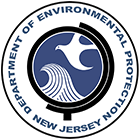 DEPARTMENT OF ENVIRONMENTAL PROTECTION
NEW JERSEY